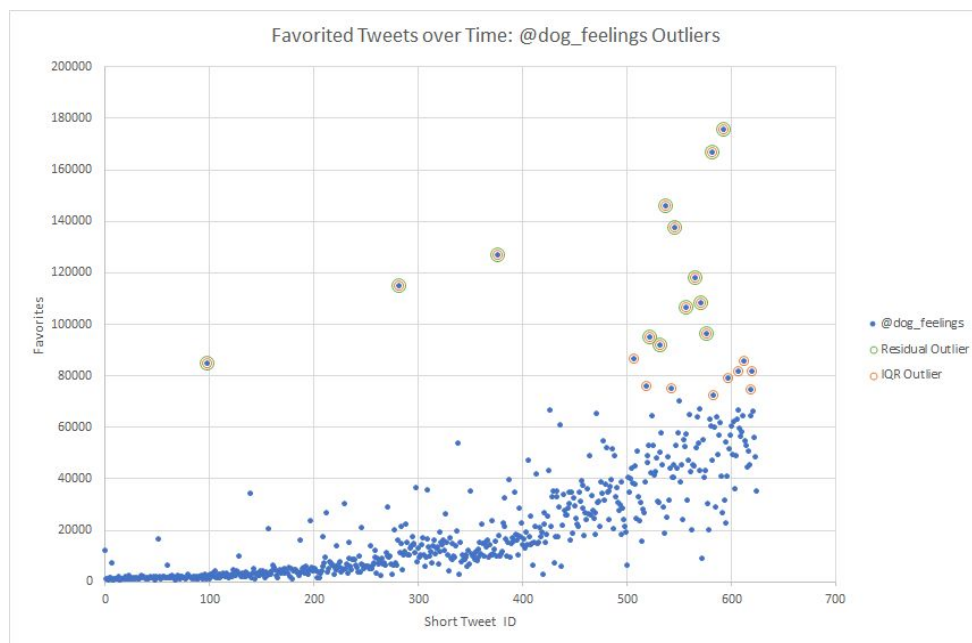 Favorited Tweets over Time: @dog_feelings Outliers
200000
180000
160000
140000
120000
100000
80000
60000
40000
20000
0
Favorites
0 100 200 300 400 500 600 700
Short Tweet ID
@dog_feelings
Residual Outlier
IQR Outlier